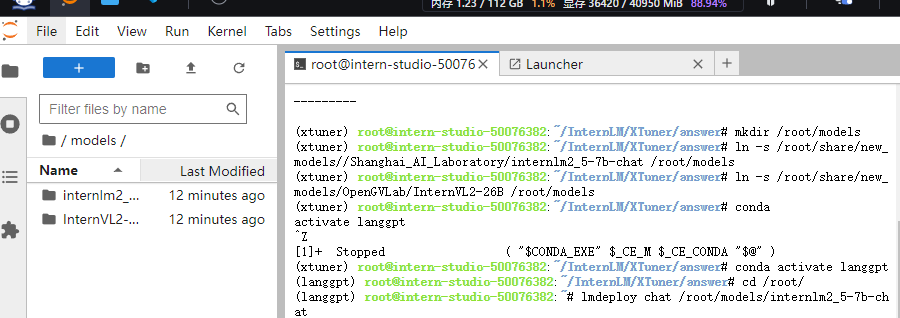 内存 1.23 / 112 GB 1.1% 显存 36420 / 40950 MiB 88.94%
File Edit View Run Kernel Tabs Settings Help
+
Filter files by name
/ models /
Name Last Modified
internlm2_... 12 minutes ago
InternVL2-... 12 minutes ago
root@intern-studio-50076 × Launcher × +
---------
(xtuner) root@intern-studio-50076382:~/InternLM/XTuner/answer# mkdir /root/models
(xtuner) root@intern-studio-50076382:~/InternLM/XTuner/answer# ln -s /root/share/new_
models//Shanghai_AI_Laboratory/internlm2_5-7b-chat /root/models
(xtuner) root@intern-studio-50076382:~/InternLM/XTuner/answer# ln -s /root/share/new_
models/OpenGVLab/InternVL2-26B /root/models
(xtuner) root@intern-studio-50076382:~/InternLM/XTuner/answer# conda
activate langgpt
^Z
[1]+  Stopped                 ( "$CONDA_EXE" $_CE_M $_CE_CONDA "$@" )
(xtuner) root@intern-studio-50076382:~/InternLM/XTuner/answer# conda activate langgpt
(langgpt) root@intern-studio-50076382:~/InternLM/XTuner/answer# cd /root/
(langgpt) root@intern-studio-50076382:~# lmdeploy chat /root/models/internlm2_5-7b-ch
at